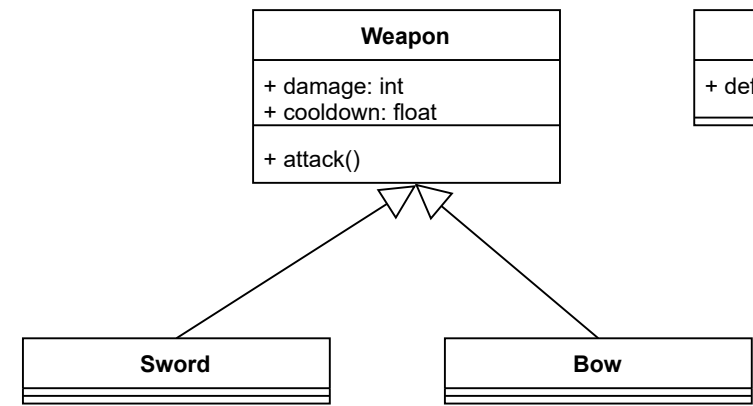 Weapon
+ damage: int
+ cooldown: float
+ attack()
Sword
Bow